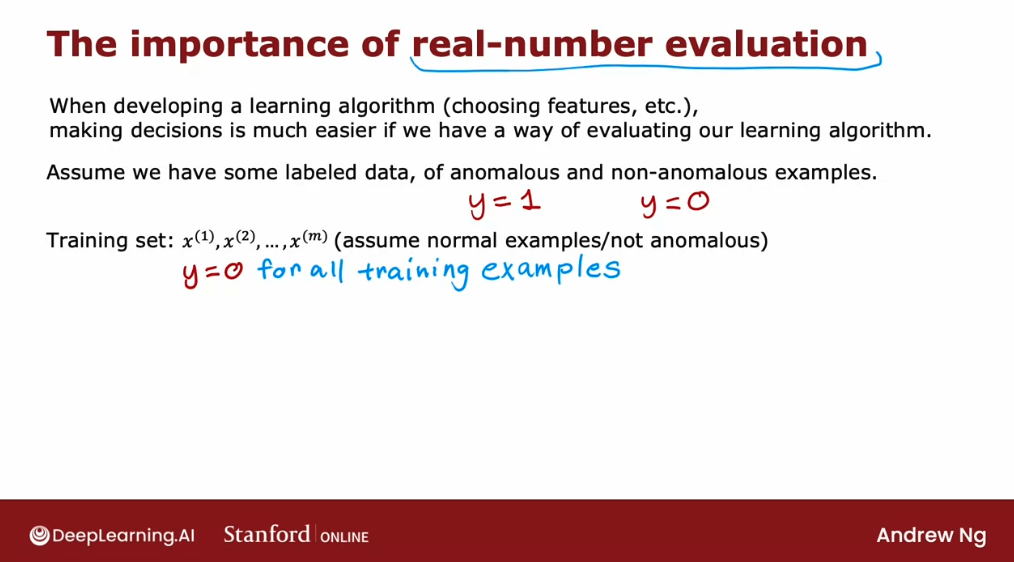 The importance of real-number evaluation
When developing a learning algorithm (choosing features, etc.),
making decisions is much easier if we have a way of evaluating our learning algorithm.
Assume we have some labeled data, of anomalous and non-anomalous examples.
y = 1 y = 0
Training set: x⁽¹⁾, x⁽²⁾, …, x⁽ᵐ⁾ (assume normal examples/not anomalous)
y = 0 for all training examples
DeepLearning.AI Stanford | ONLINE Andrew Ng